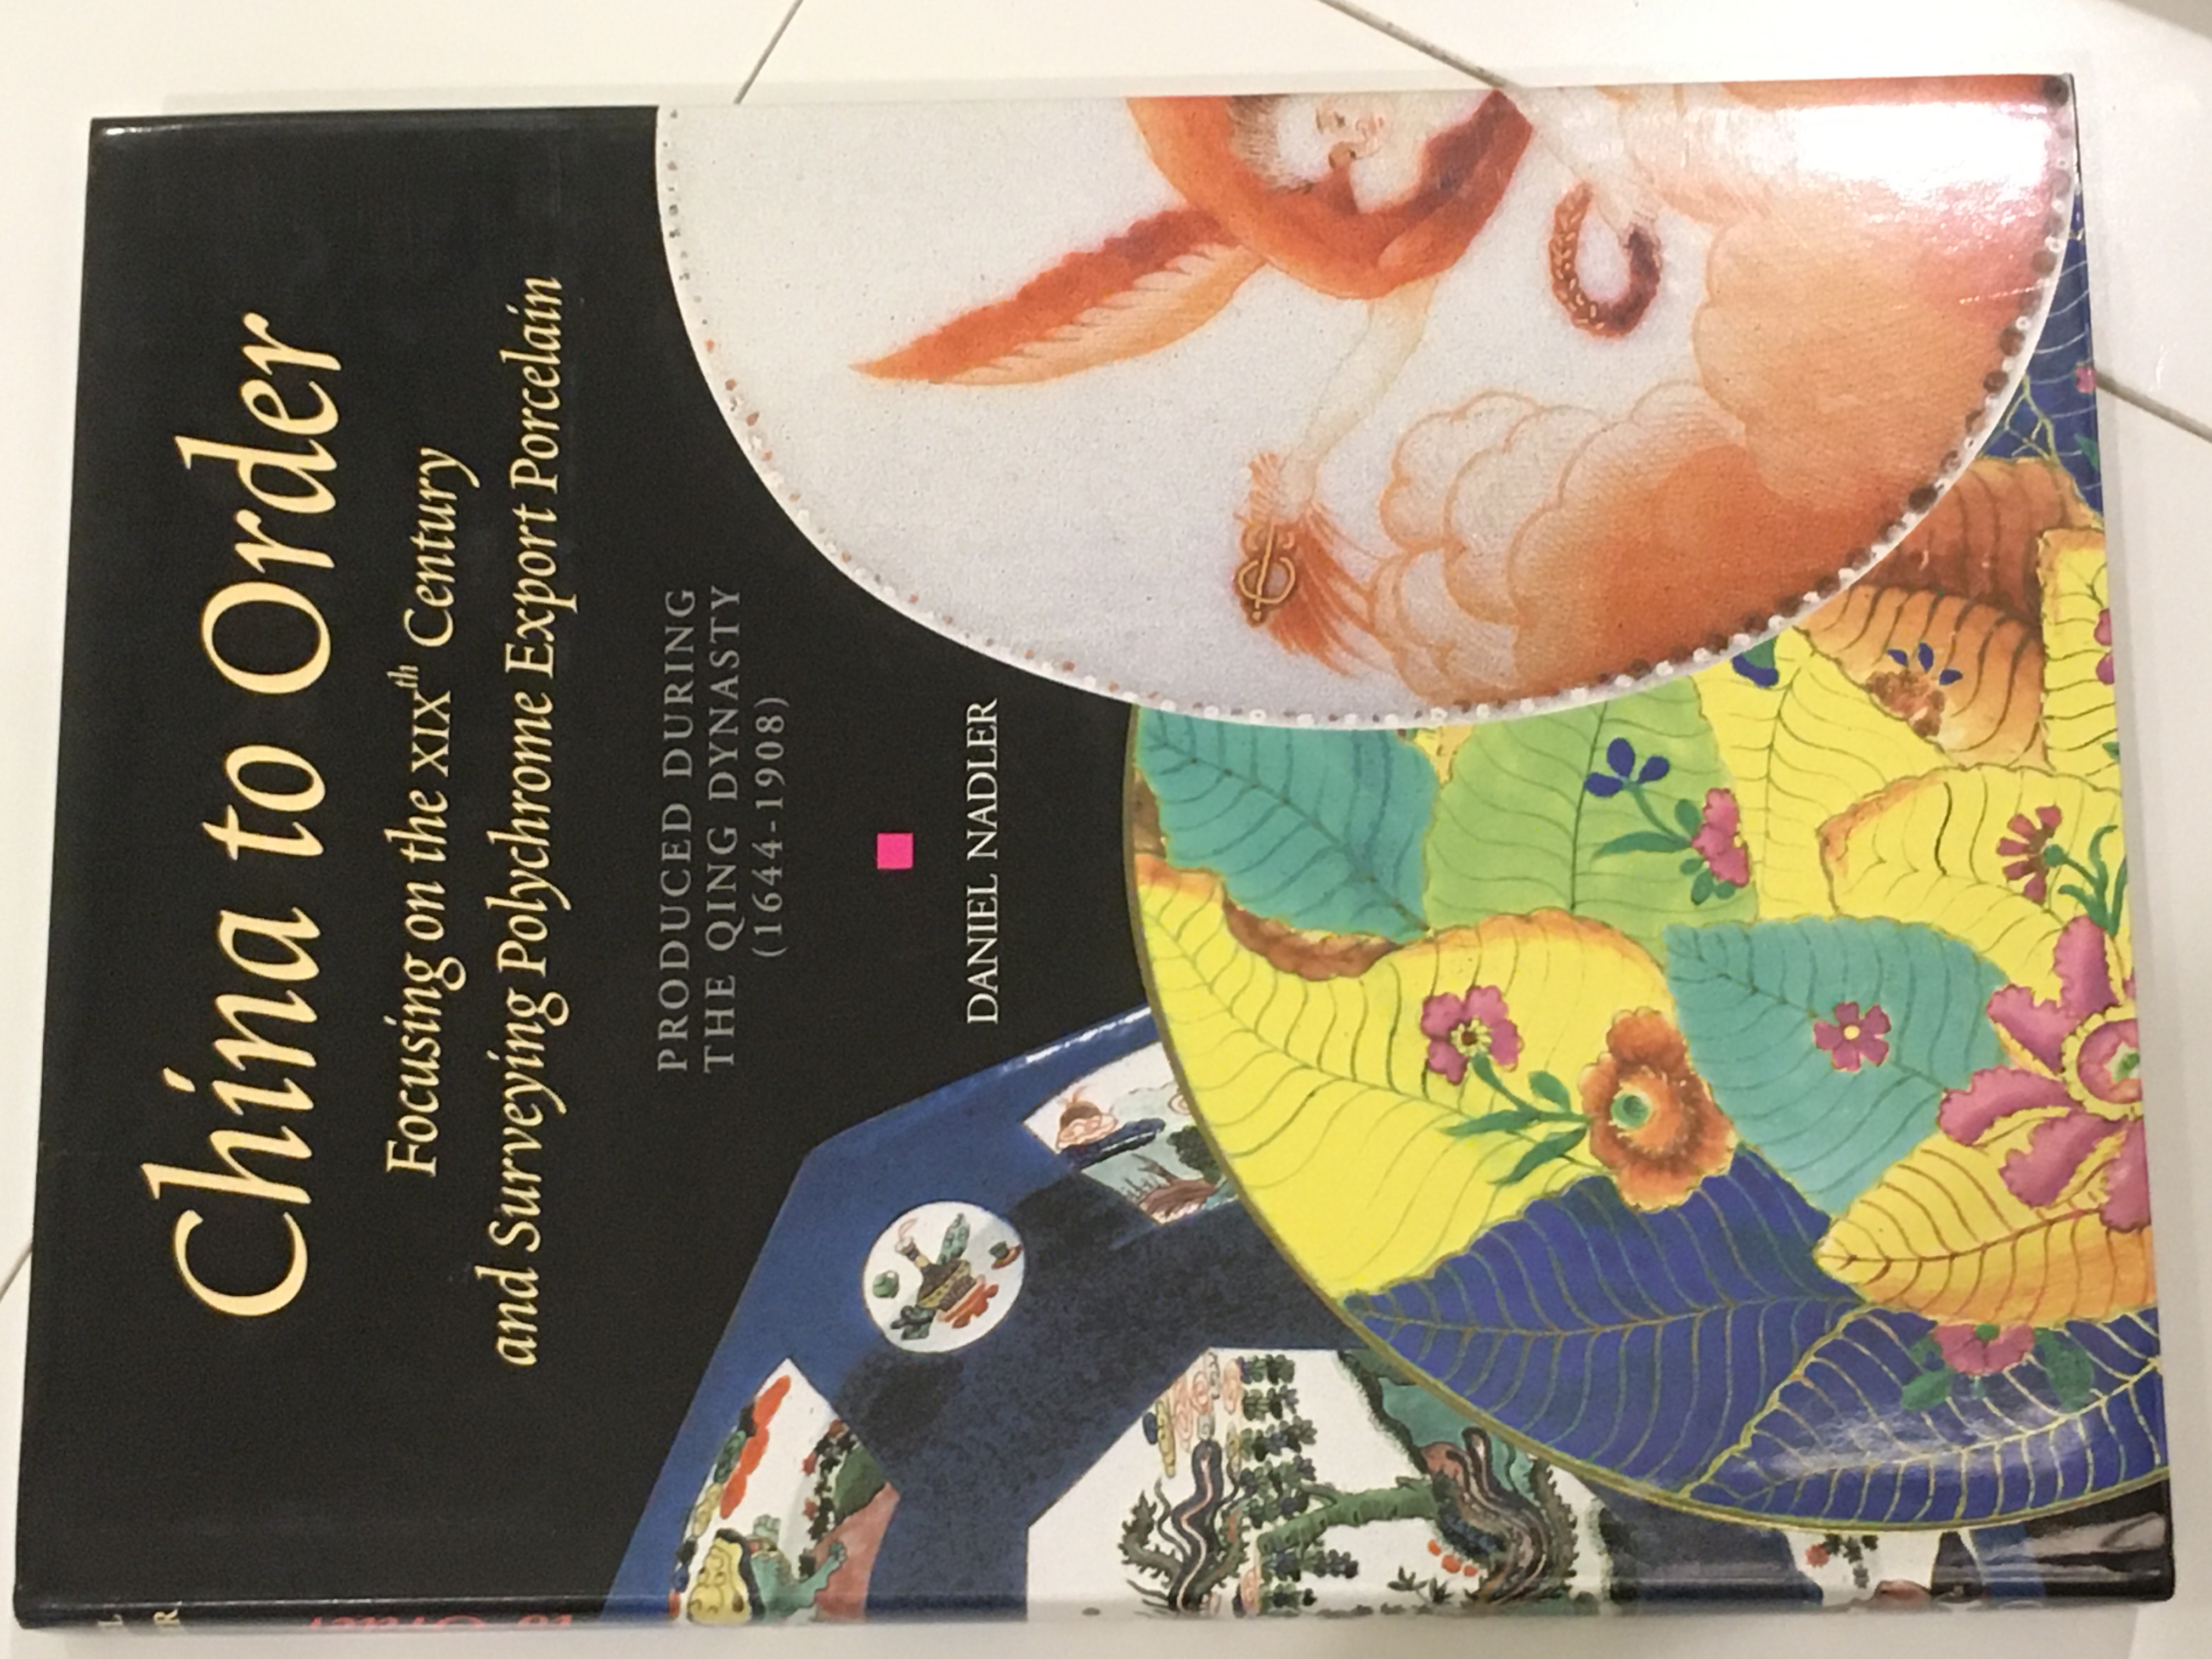 China to Order
Focusing on the XIXth Century
and Surveying Polychrome Export Porcelain
PRODUCED DURING
THE QING DYNASTY
(1644-1908)
DANIEL NADLER